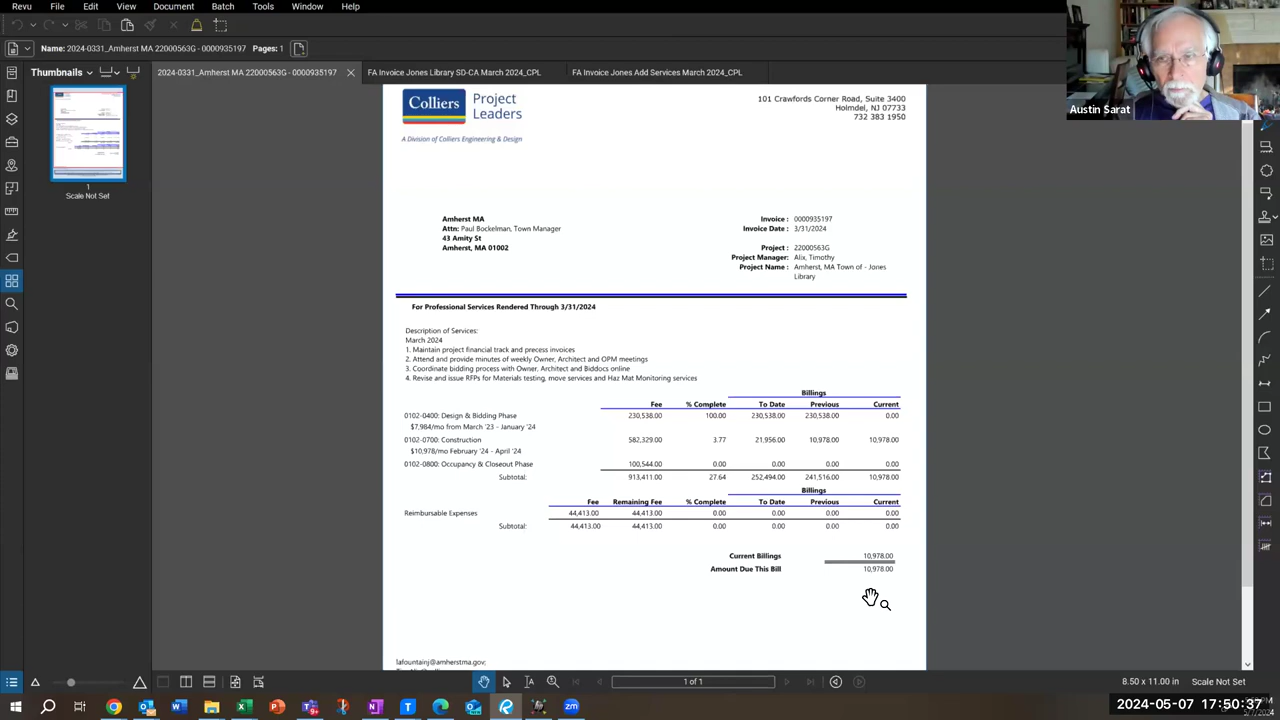 Revu File Edit View Document Batch Tools Window Help
Name: 2024-0331_Amherst MA 22000563G - 0000935197 Pages: 1
Thumbnails
2024-0331_Amherst MA 22000563G - 0000935197
FA Invoice Jones Library SD-CA March 2024_CPL
FA Invoice Jones Add Services March 2024_CPL
Austin Sarat
1
Scale Not Set
Colliers
Project
Leaders
A Division of Colliers Engineering & Design
101 Crawfords Corner Road, Suite 3400
Holmdel, NJ 07733
732 383 1950
Amherst MA
Attn: Paul Bockelman, Town Manager
43 Amity St
Amherst, MA 01002
Invoice : 0000935197
Invoice Date : 3/31/2024
Project : 22000563G
Project Manager: Alix, Timothy
Project Name : Amherst, MA Town of - Jones
Library
For Professional Services Rendered Through 3/31/2024
Description of Services:
March 2024
1. Maintain project financial track and precess invoices
2. Attend and provide minutes of weekly Owner, Architect and OPM meetings
3. Coordinate bidding process with Owner, Architect and Biddocs online
4. Revise and issue RFPs for Materials testing, move services and Haz Mat Monitoring services
Billings
Fee % Complete To Date Previous Current
0102-0400: Design & Bidding Phase 230,538.00 100.00 230,538.00 230,538.00 0.00
$7,984/mo from March '23 - January '24
0102-0700: Construction 582,329.00 3.77 21,956.00 10,978.00 10,978.00
$10,978/mo February '24 - April '24
0102-0800: Occupancy & Closeout Phase 100,544.00 0.00 0.00 0.00 0.00
Subtotal: 913,411.00 27.64 252,494.00 241,516.00 10,978.00
Billings
Fee Remaining Fee % Complete To Date Previous Current
Reimbursable Expenses 44,413.00 44,413.00 0.00 0.00 0.00 0.00
Subtotal: 44,413.00 44,413.00 0.00 0.00 0.00 0.00
Current Billings 10,978.00
Amount Due This Bill 10,978.00
lafountainj@amherstma.gov;
1 of 1
8.50 x 11.00 in Scale Not Set
2024-05-07 17:50:37